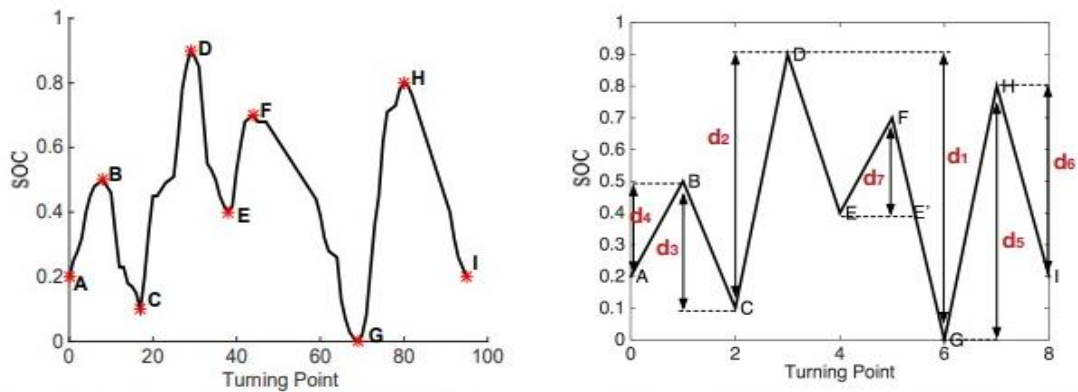 1
0.8
0.6
0.4
0.2
0
SOC
0 20 40 60 80 100
Turning Point
A
B
C
D
E
F
G
H
I
1
0.9
0.8
0.7
0.6
0.5
0.4
0.3
0.2
0.1
0
SOC
0 2 4 6 8
Turning Point
A
B
C
D
E
F
E'
G
H
I
d4
d3
d2
d7
d1
d5
d6